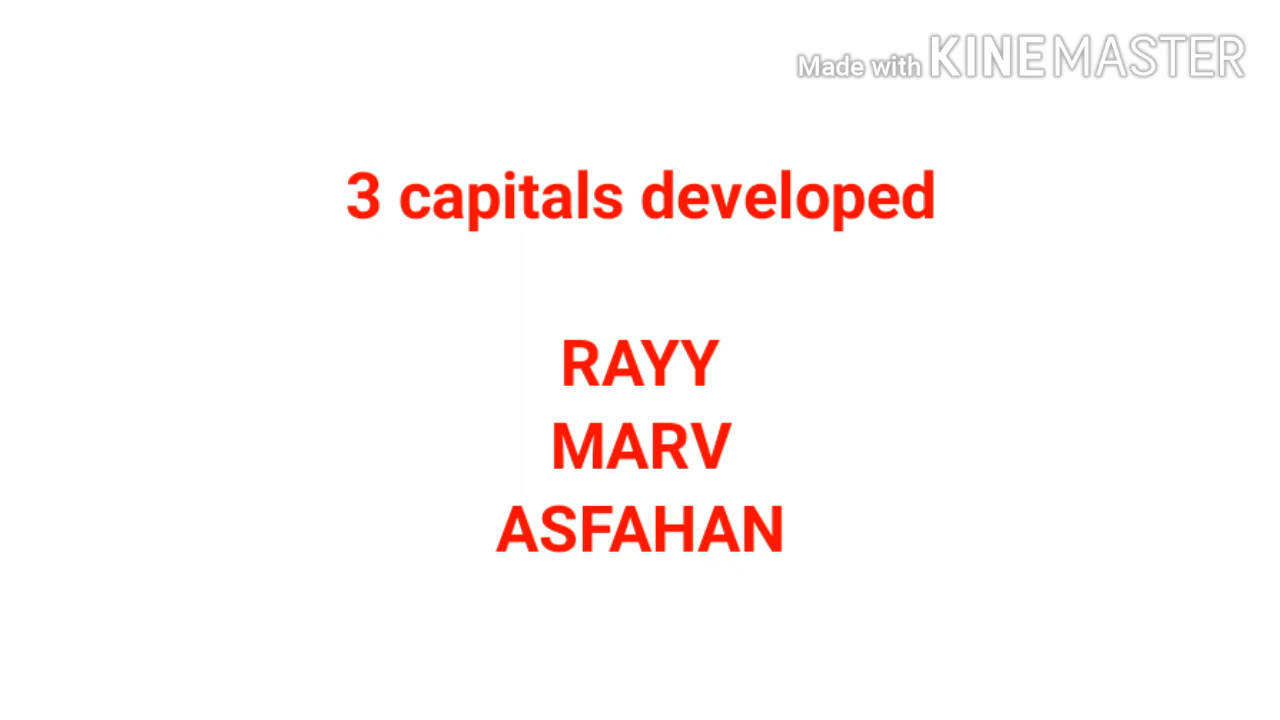 Made with KINEMASTER
3 capitals developed
RAYY
MARV
ASFAHAN